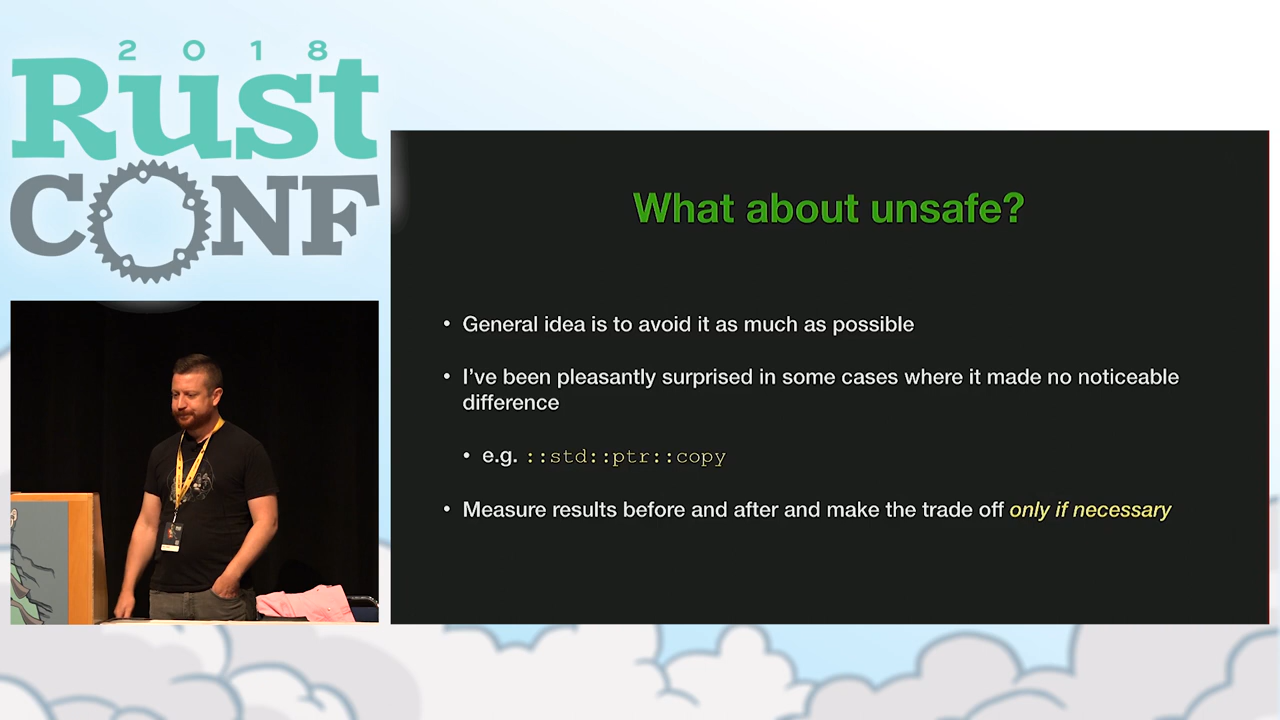 2018
Rust
CONF
What about unsafe?
• General idea is to avoid it as much as possible
• I've been pleasantly surprised in some cases where it made no noticeable
difference
• e.g. ::std::ptr::copy
• Measure results before and after and make the trade off only if necessary